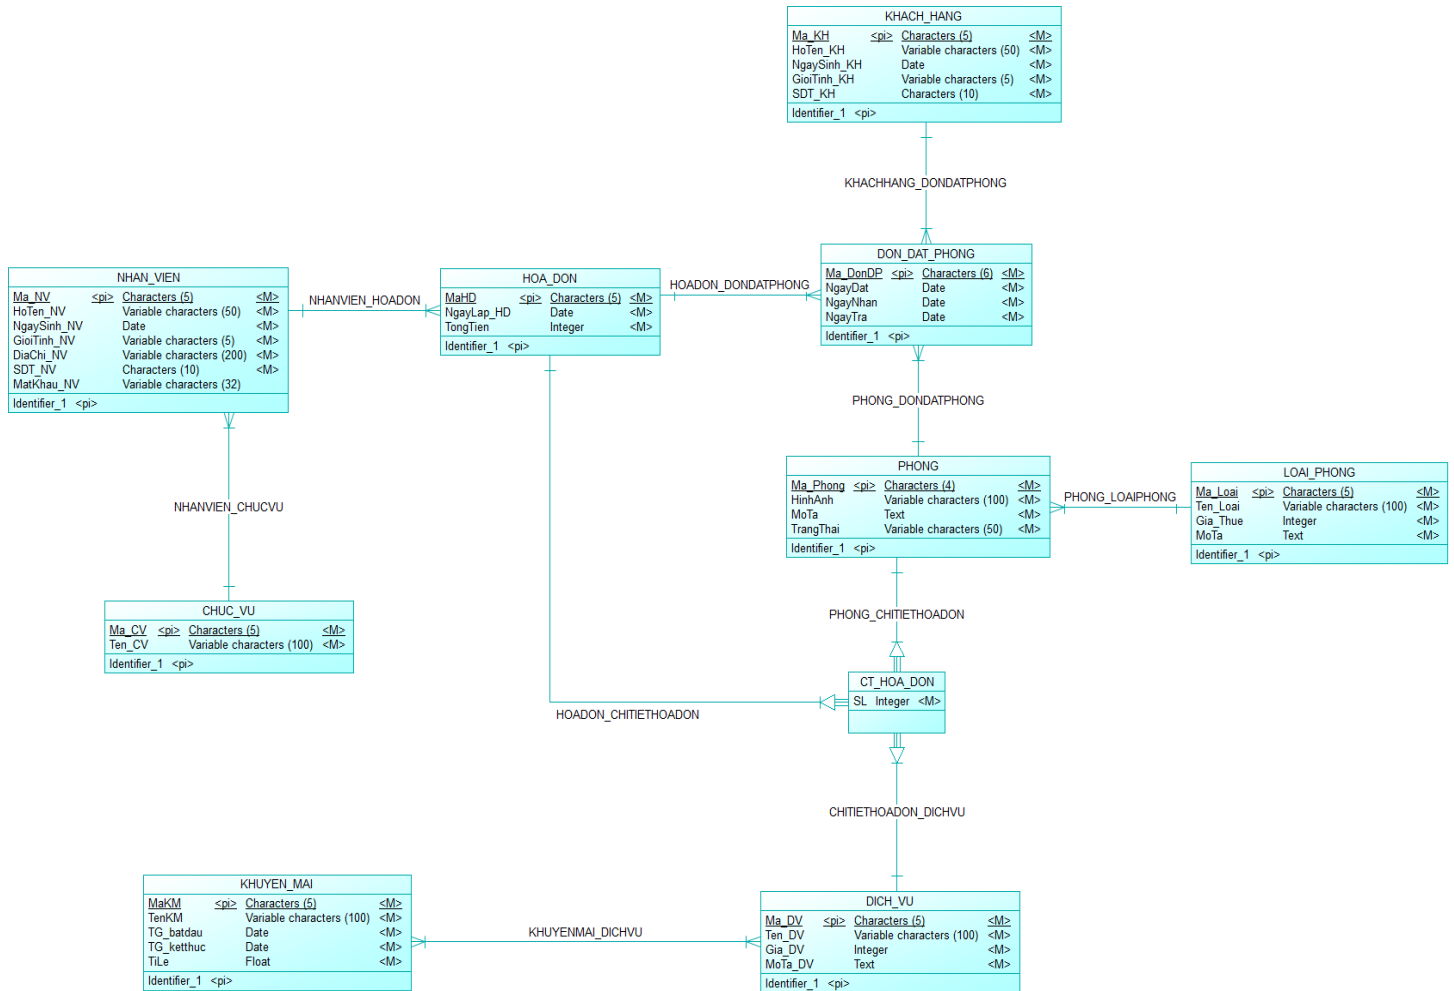 KHACH_HANG
Ma_KH <pi> Characters (5) <M>
HoTen_KH Variable characters (50) <M>
NgaySinh_KH Date <M>
GioiTinh_KH Variable characters (5) <M>
SDT_KH Characters (10) <M>
Identifier_1 <pi>
KHACHHANG_DONDATPHONG
DON_DAT_PHONG
Ma_DonDP <pi> Characters (6) <M>
NgayDat Date <M>
NgayNhan Date <M>
NgayTra Date <M>
Identifier_1 <pi>
NHAN_VIEN
Ma_NV <pi> Characters (5) <M>
HoTen_NV Variable characters (50) <M>
NgaySinh_NV Date <M>
GioiTinh_NV Variable characters (5) <M>
DiaChi_NV Variable characters (200) <M>
SDT_NV Characters (10) <M>
MatKhau_NV Variable characters (32)
Identifier_1 <pi>
NHANVIEN_HOADON
HOA_DON
MaHD <pi> Characters (5) <M>
NgayLap_HD Date <M>
TongTien Integer <M>
Identifier_1 <pi>
HOADON_DONDATPHONG
PHONG_DONDATPHONG
PHONG
Ma_Phong <pi> Characters (4) <M>
HinhAnh Variable characters (100) <M>
MoTa Text <M>
TrangThai Variable characters (50) <M>
Identifier_1 <pi>
PHONG_LOAIPHONG
LOAI_PHONG
Ma_Loai <pi> Characters (5) <M>
Ten_Loai Variable characters (100) <M>
Gia_Thue Integer <M>
MoTa Text <M>
Identifier_1 <pi>
NHANVIEN_CHUCVU
CHUC_VU
Ma_CV <pi> Characters (5) <M>
Ten_CV Variable characters (100) <M>
Identifier_1 <pi>
PHONG_CHITIETHOADON
CT_HOA_DON
SL Integer <M>
HOADON_CHITIETHOADON
CHITIETHOADON_DICHVU
KHUYEN_MAI
MaKM <pi> Characters (5) <M>
TenKM Variable characters (100) <M>
TG_batdau Date <M>
TG_ketthuc Date <M>
TiLe Float <M>
Identifier_1 <pi>
KHUYENMAI_DICHVU
DICH_VU
Ma_DV <pi> Characters (5) <M>
Ten_DV Variable characters (100) <M>
Gia_DV Integer <M>
MoTa_DV Text <M>
Identifier_1 <pi>